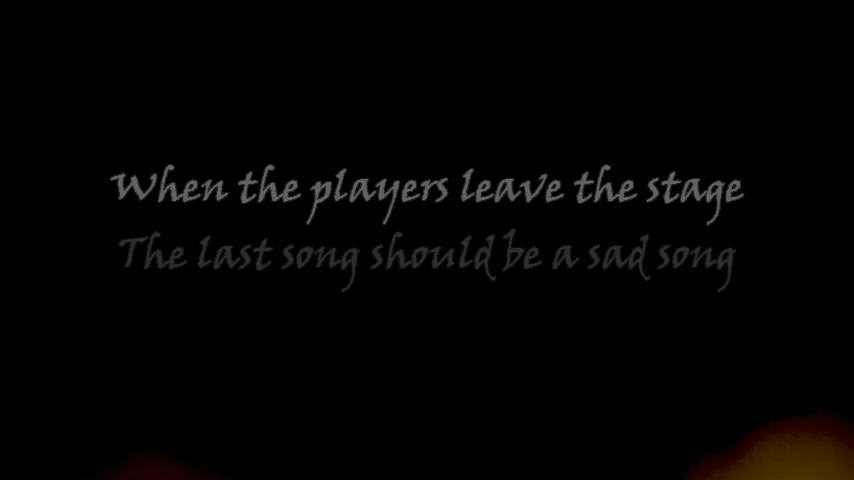 When the players leave the stage
The last song should be a sad song